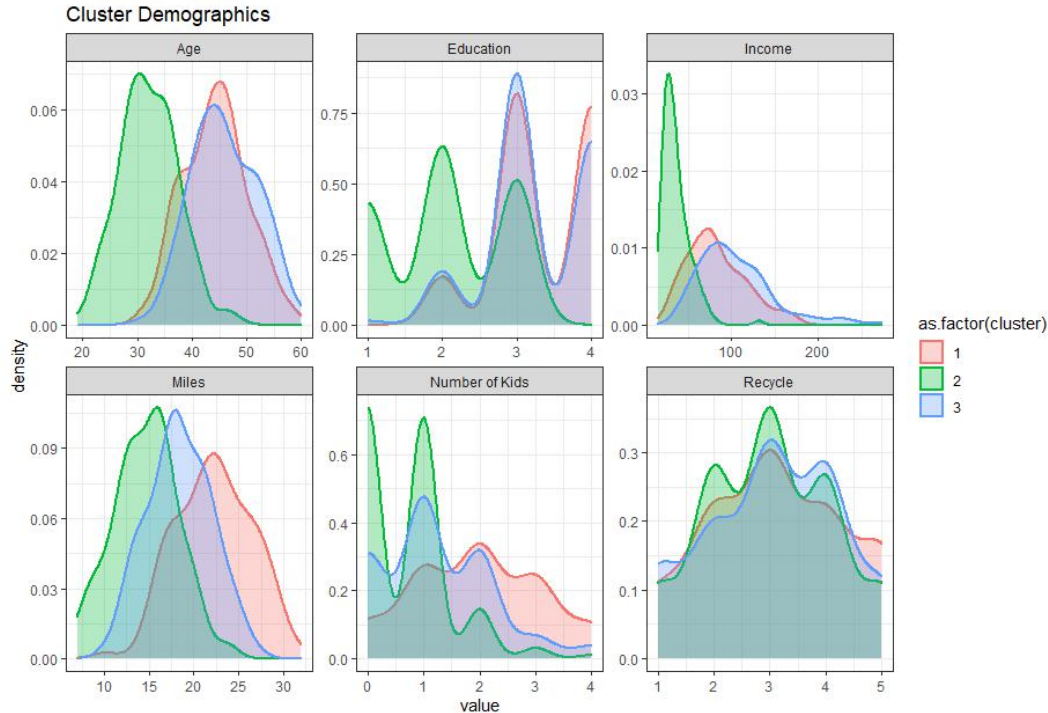 Cluster Demographics
Age
Education
Income
0.06
0.04
0.02
0.00
20 30 40 50 60
0.75
0.50
0.25
0.00
1 2 3 4
0.03
0.02
0.01
0.00
100 200
density
Miles
Number of Kids
Recycle
0.09
0.06
0.03
0.00
10 15 20 25 30
0.6
0.4
0.2
0.0
0 1 2 3 4
0.3
0.2
0.1
0.0
1 2 3 4 5
value
as.factor(cluster)
1
2
3